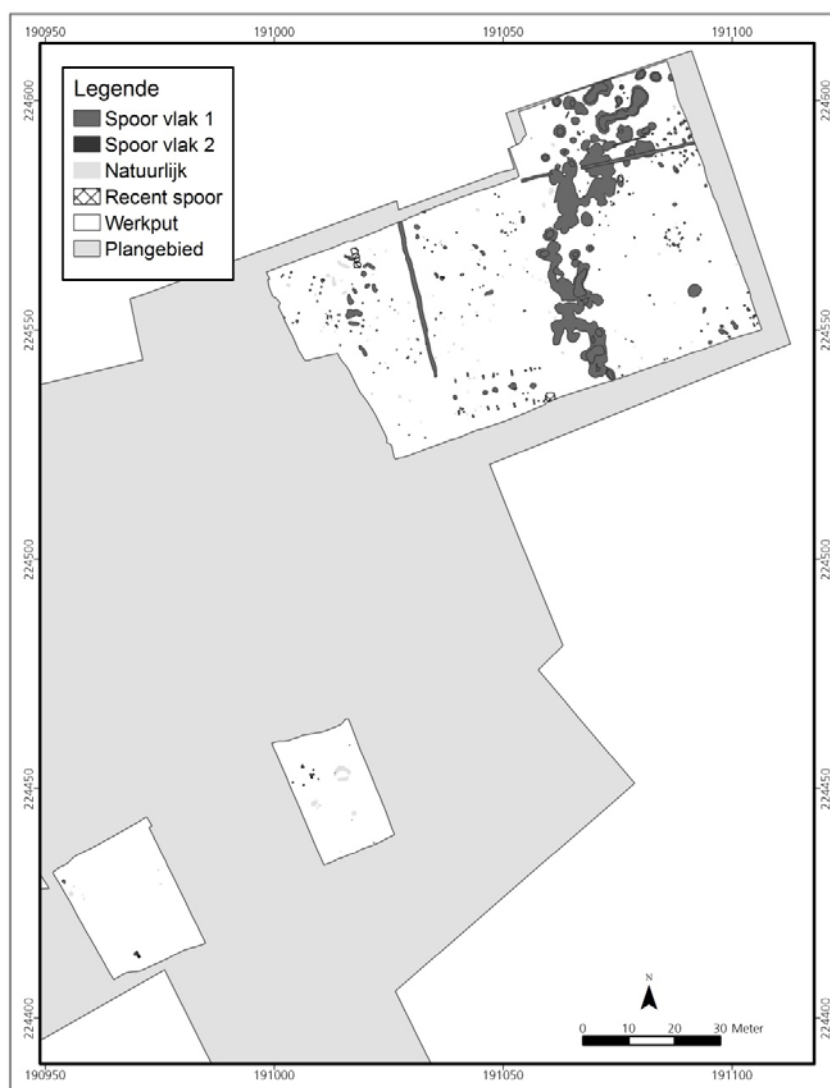 190950 191000 191050 191100
Legende
Spoor vlak 1
Spoor vlak 2
Natuurlijk
Recent spoor
Werkput
Plangebied
224600 224600
224550 224550
224500 224500
224450 224450
224400 224400
N
0 10 20 30 Meter
190950 191000 191050 191100